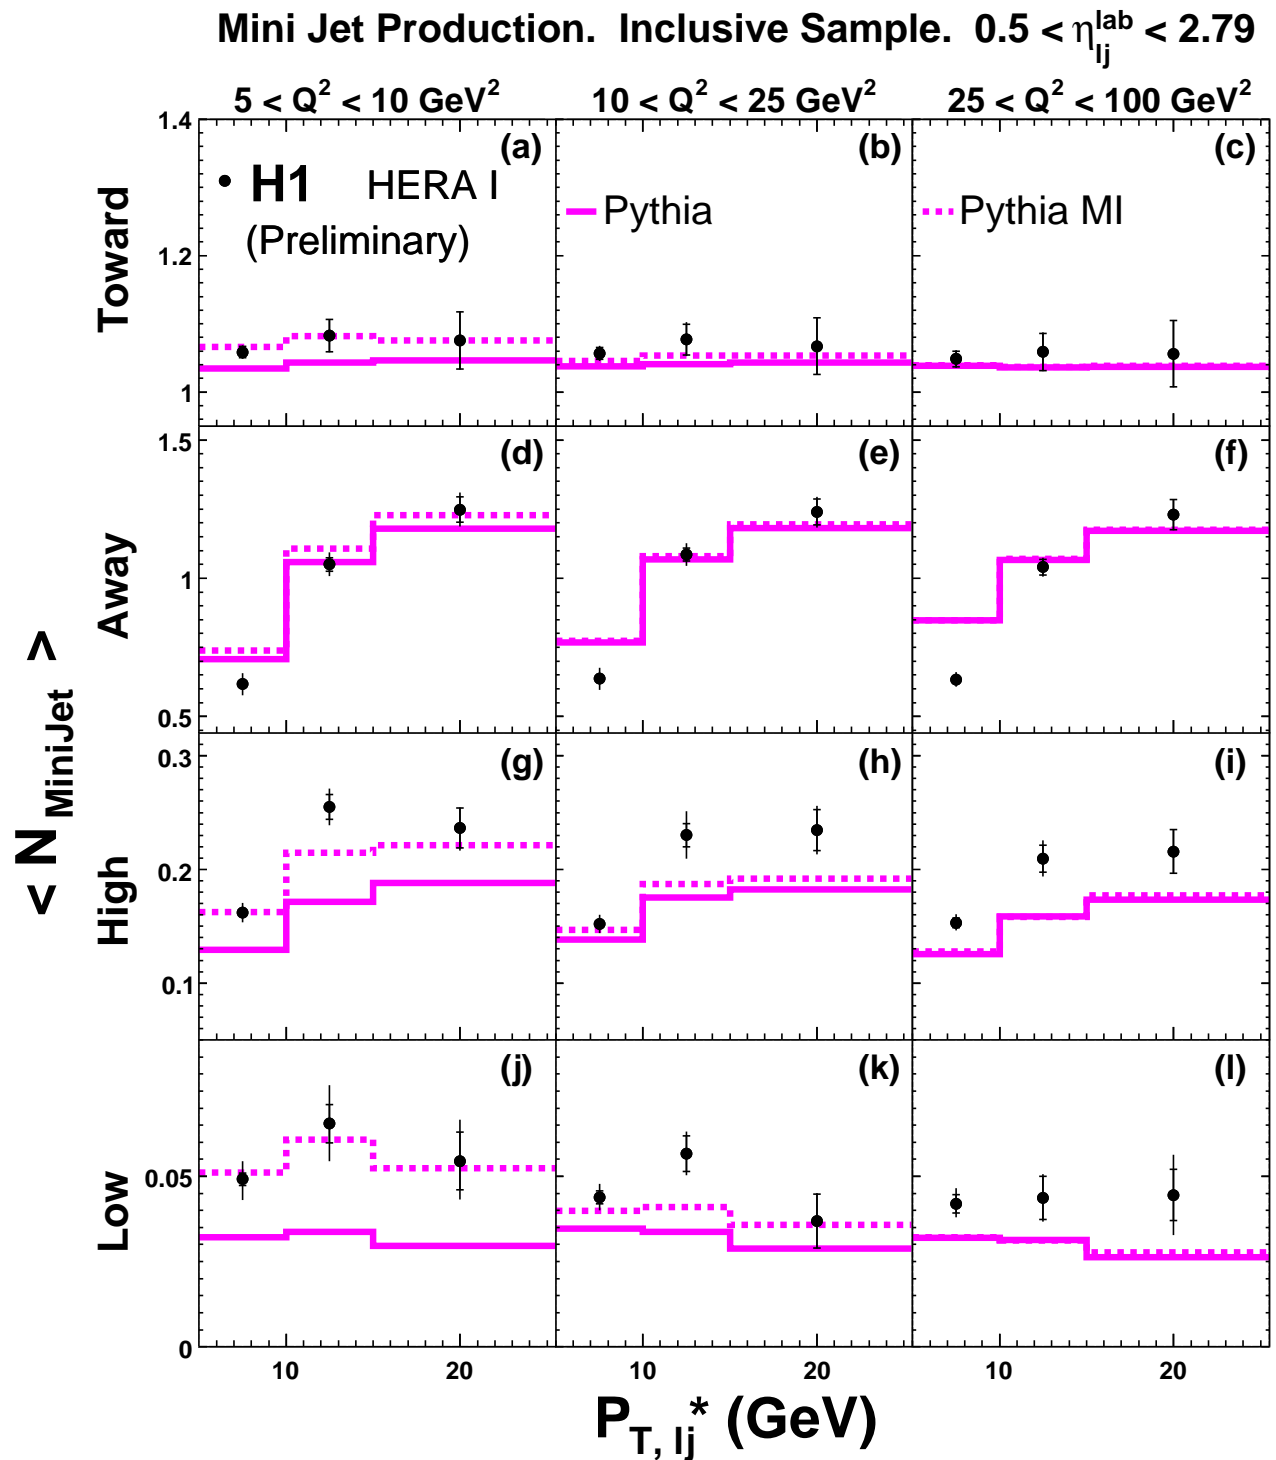 Mini Jet Production. Inclusive Sample. 0.5 < η_lj^lab < 2.79
5 < Q² < 10 GeV² 10 < Q² < 25 GeV² 25 < Q² < 100 GeV²
Toward
1.4
1.2
1
(a)
H1 HERA I
(Preliminary)
(b)
Pythia
(c)
Pythia MI
Away
1.5
1
0.5
(d)
(e)
(f)
< N_MiniJet >
High
0.3
0.2
0.1
(g)
(h)
(i)
Low
0.05
0
(j)
(k)
(l)
10 20 10 20 10 20
P_T, lj* (GeV)